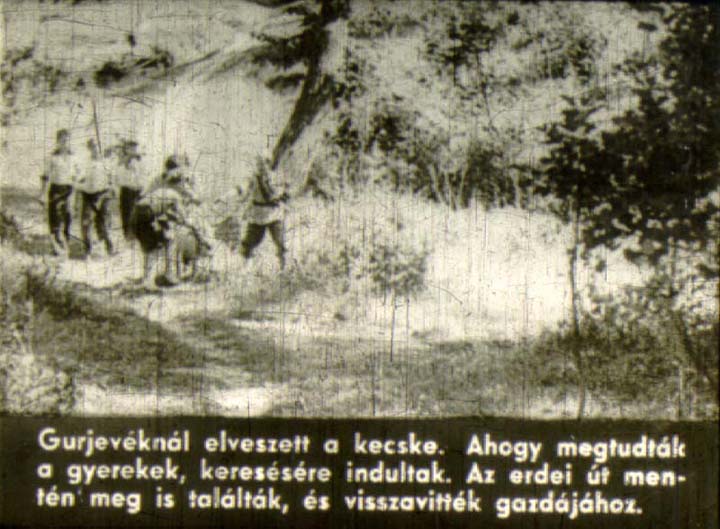 Gurjevéknál elveszett a kecske. Ahogy megtudták
a gyerekek, keresésére indultak. Az erdei út men-
tén meg is találták, és visszavitték gazdájához.